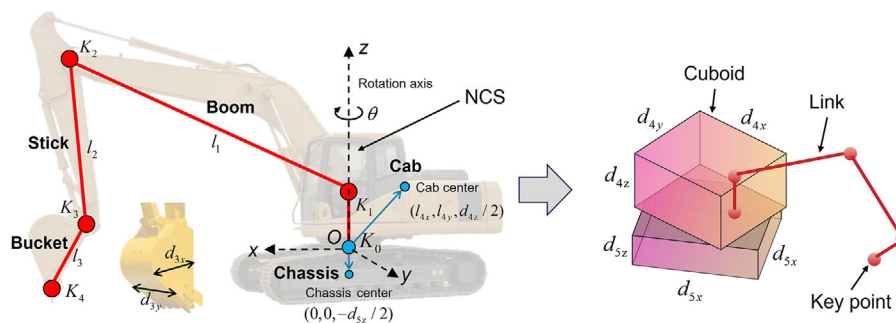 K2
z
Rotation axis
θ
NCS
Boom
l1
Stick
l2
Cab
Cab center
(l4x, l4y, d4z / 2)
K1
K3
Bucket
l3
d3x
d3y
K4
x
O
K0
y
Chassis
Chassis center
(0,0,−d5z / 2)
Cuboid
d4y
d4x
Link
d4z
d5z
d5x
d5x
Key point